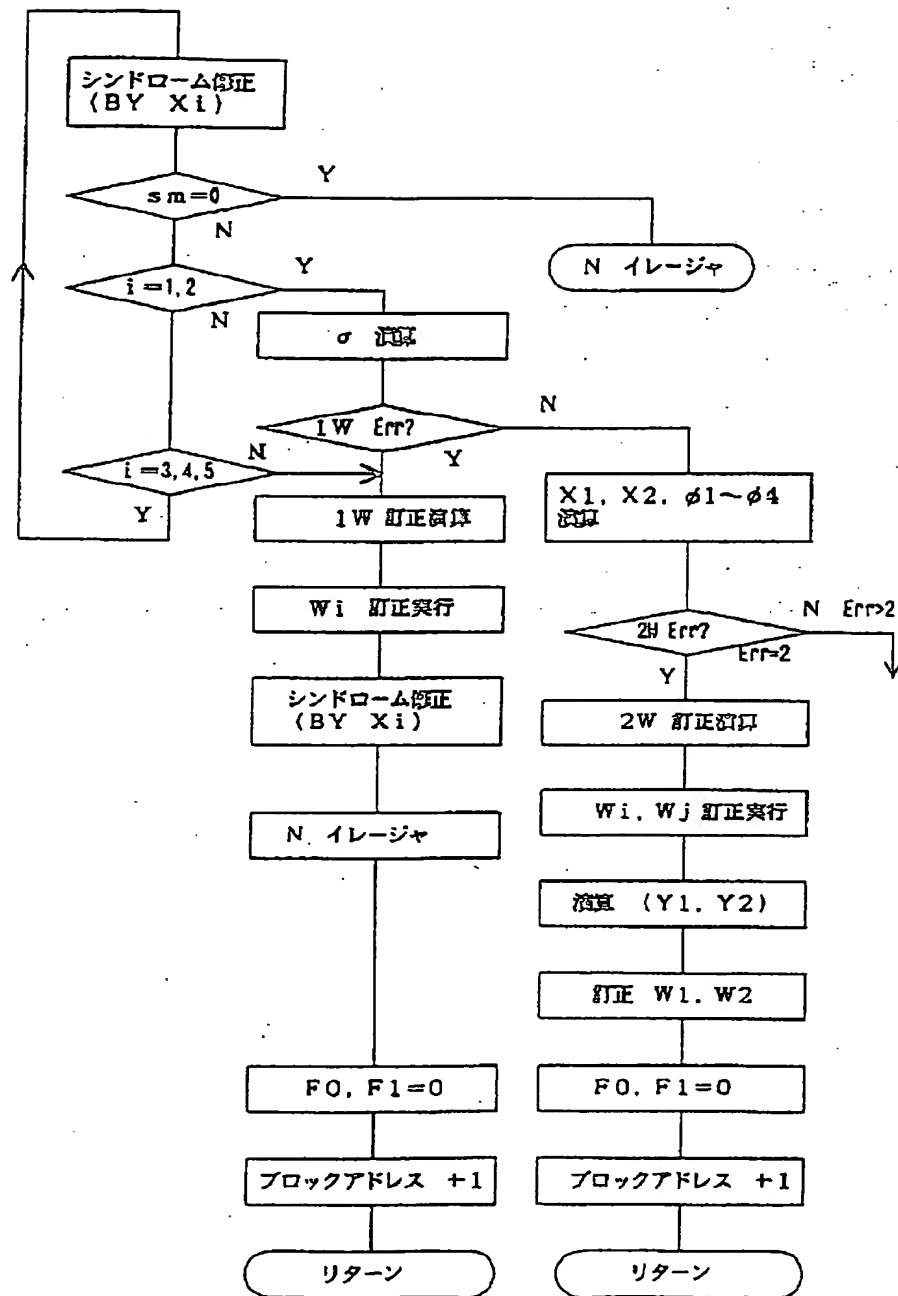 シンドローム修正
(BY Xi)
sm=0
Y
N
N イレージャ
i=1,2
Y
N
σ 演算
1W Err?
N
Y
i=3,4,5
N
Y
1W 訂正演算
X1, X2, φ1~φ4
演算
Wi 訂正実行
2W Err?
N Err>2
Err=2
Y
シンドローム修正
(BY Xi)
2W 訂正演算
Wi, Wj 訂正実行
N イレージャ
演算 (Y1, Y2)
訂正 W1, W2
F0, F1=0
F0, F1=0
ブロックアドレス +1
ブロックアドレス +1
リターン
リターン